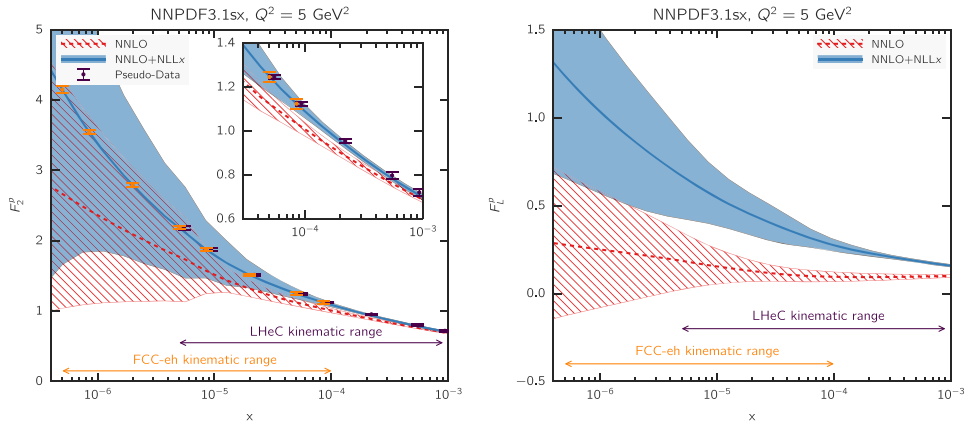 NNPDF3.1sx, Q² = 5 GeV²
NNLO
NNLO+NLLx
Pseudo-Data
F₂ᵖ
5
4
3
2
1
0
1.4
1.2
1.0
0.8
0.6
10⁻⁴
10⁻³
LHeC kinematic range
FCC-eh kinematic range
10⁻⁶
10⁻⁵
10⁻⁴
10⁻³
x
NNPDF3.1sx, Q² = 5 GeV²
NNLO
NNLO+NLLx
F_Lᵖ
1.5
1.0
0.5
0.0
−0.5
LHeC kinematic range
FCC-eh kinematic range
10⁻⁶
10⁻⁵
10⁻⁴
10⁻³
x